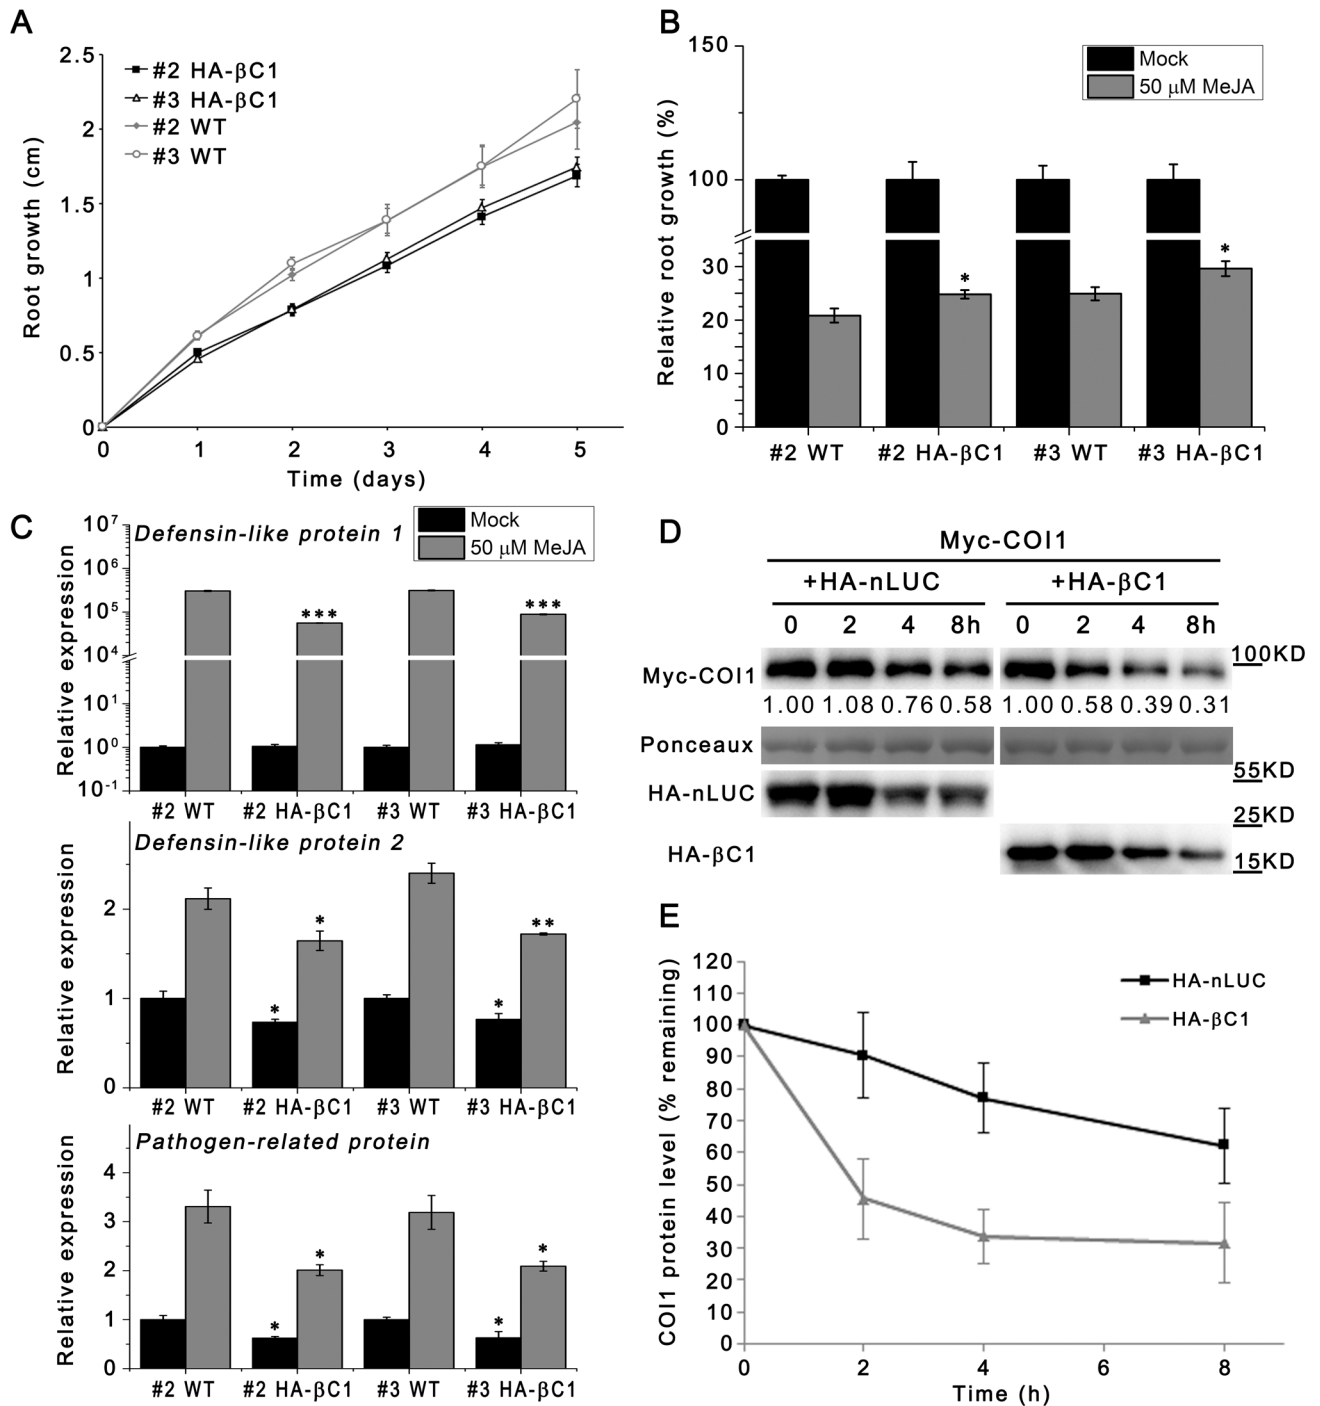 A
2.5
2
1.5
1
0.5
0
Root growth (cm)
#2 HA-βC1
#3 HA-βC1
#2 WT
#3 WT
0 1 2 3 4 5
Time (days)
B
150
100
30
20
10
0
Relative root growth (%)
Mock
50 μM MeJA
*
*
#2 WT #2 HA-βC1 #3 WT #3 HA-βC1
C
Mock
50 μM MeJA
Defensin-like protein 1
10⁷
10⁶
10⁵
10⁴
10¹
10⁰
10⁻¹
Relative expression
***
***
#2 WT #2 HA-βC1 #3 WT #3 HA-βC1
Defensin-like protein 2
2
1
0
Relative expression
*
*
*
**
#2 WT #2 HA-βC1 #3 WT #3 HA-βC1
Pathogen-related protein
4
3
2
1
0
Relative expression
*
*
*
*
#2 WT #2 HA-βC1 #3 WT #3 HA-βC1
D
Myc-COI1
+HA-nLUC +HA-βC1
0 2 4 8h 0 2 4 8h
100KD
Myc-COI1
1.00 1.08 0.76 0.58 1.00 0.58 0.39 0.31
Ponceaux
55KD
HA-nLUC
25KD
HA-βC1
15KD
E
120
110
100
90
80
70
60
50
40
30
20
10
0
COI1 protein level (% remaining)
HA-nLUC
HA-βC1
0 2 4 6 8
Time (h)